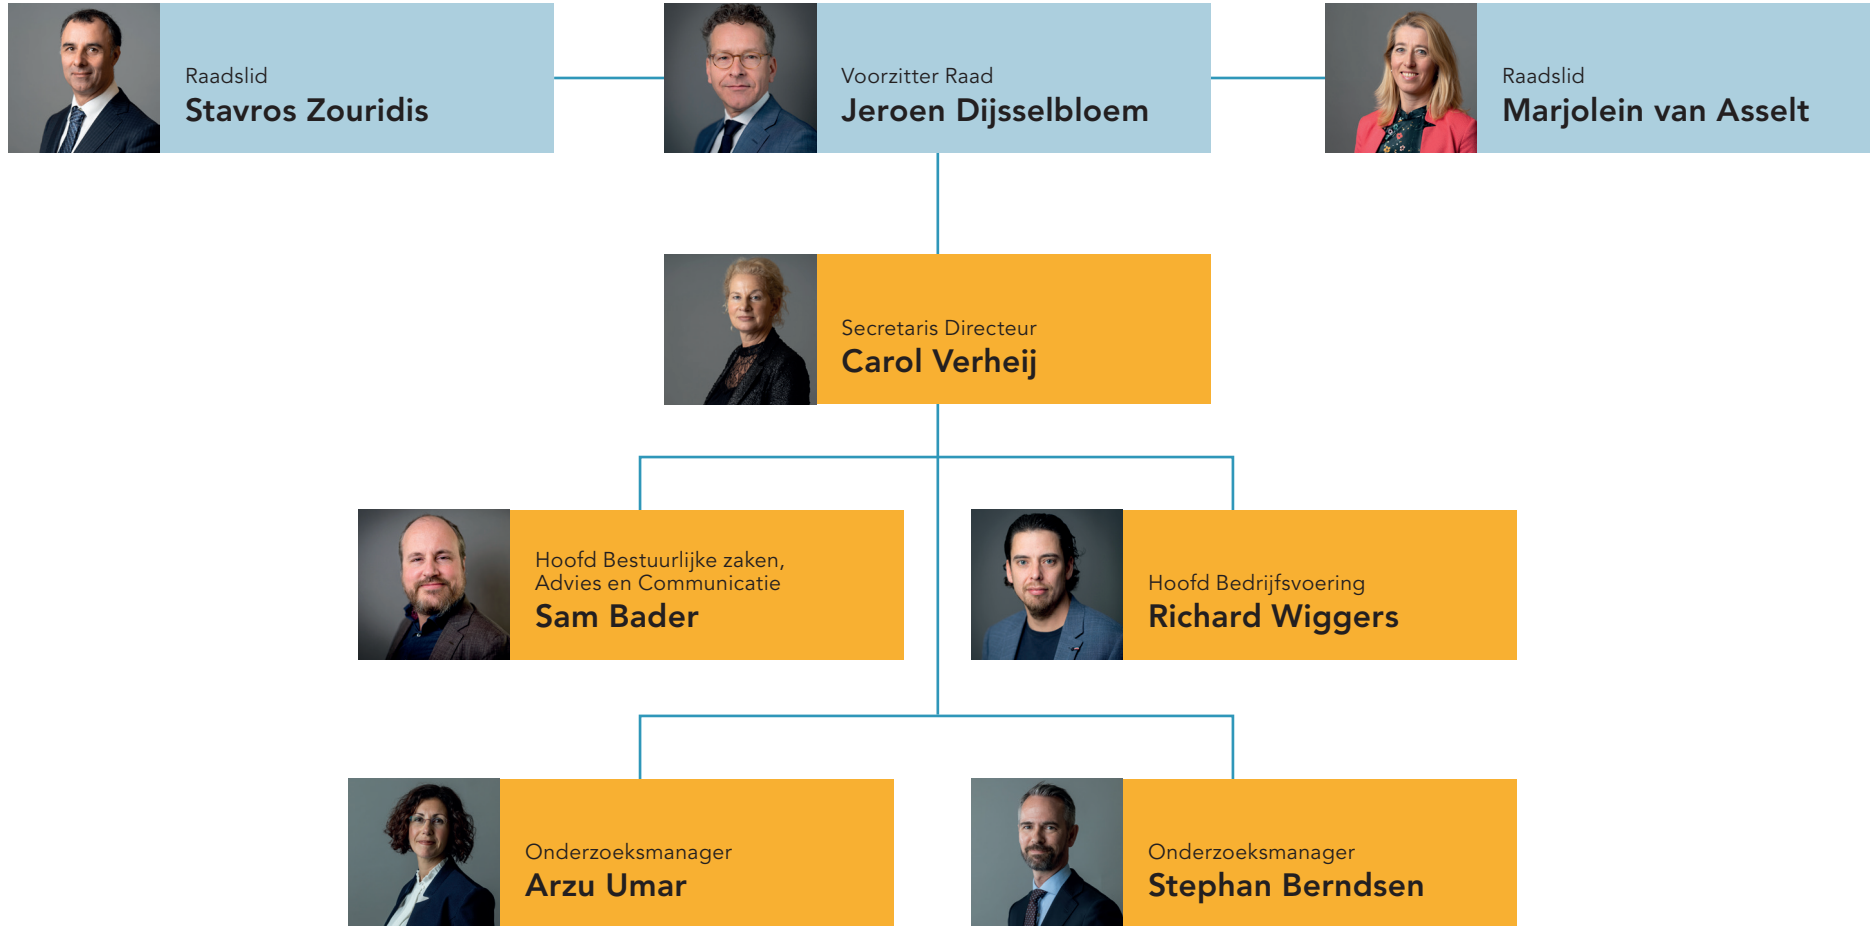 Raadslid
Stavros Zouridis
Voorzitter Raad
Jeroen Dijsselbloem
Raadslid
Marjolein van Asselt
Secretaris Directeur
Carol Verheij
Hoofd Bestuurlijke zaken,
Advies en Communicatie
Sam Bader
Hoofd Bedrijfsvoering
Richard Wiggers
Onderzoeksmanager
Arzu Umar
Onderzoeksmanager
Stephan Berndsen